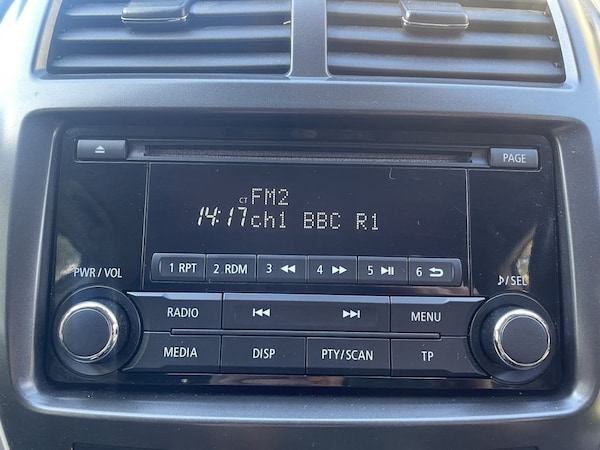 PAGE
CT FM2
14:17 ch1 BBC R1
1 RPT 2 RDM 3 4 5 6
PWR / VOL
/SEL
RADIO MENU
MEDIA DISP PTY/SCAN TP